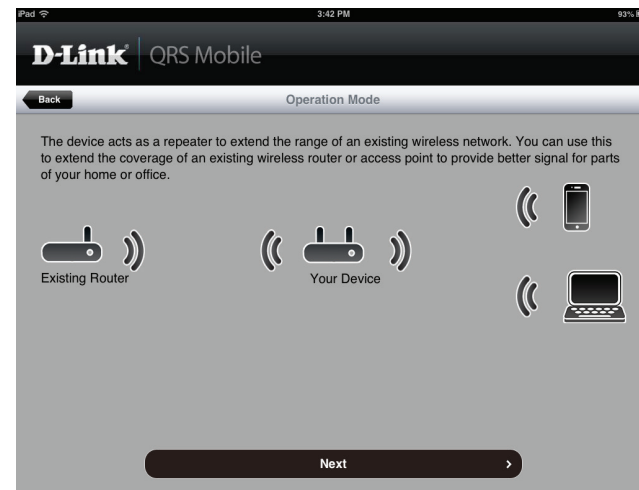 iPad 3:42 PM 93%
D-Link QRS Mobile
Back Operation Mode
The device acts as a repeater to extend the range of an existing wireless network. You can use this
to extend the coverage of an existing wireless router or access point to provide better signal for parts
of your home or office.
Existing Router Your Device
Next